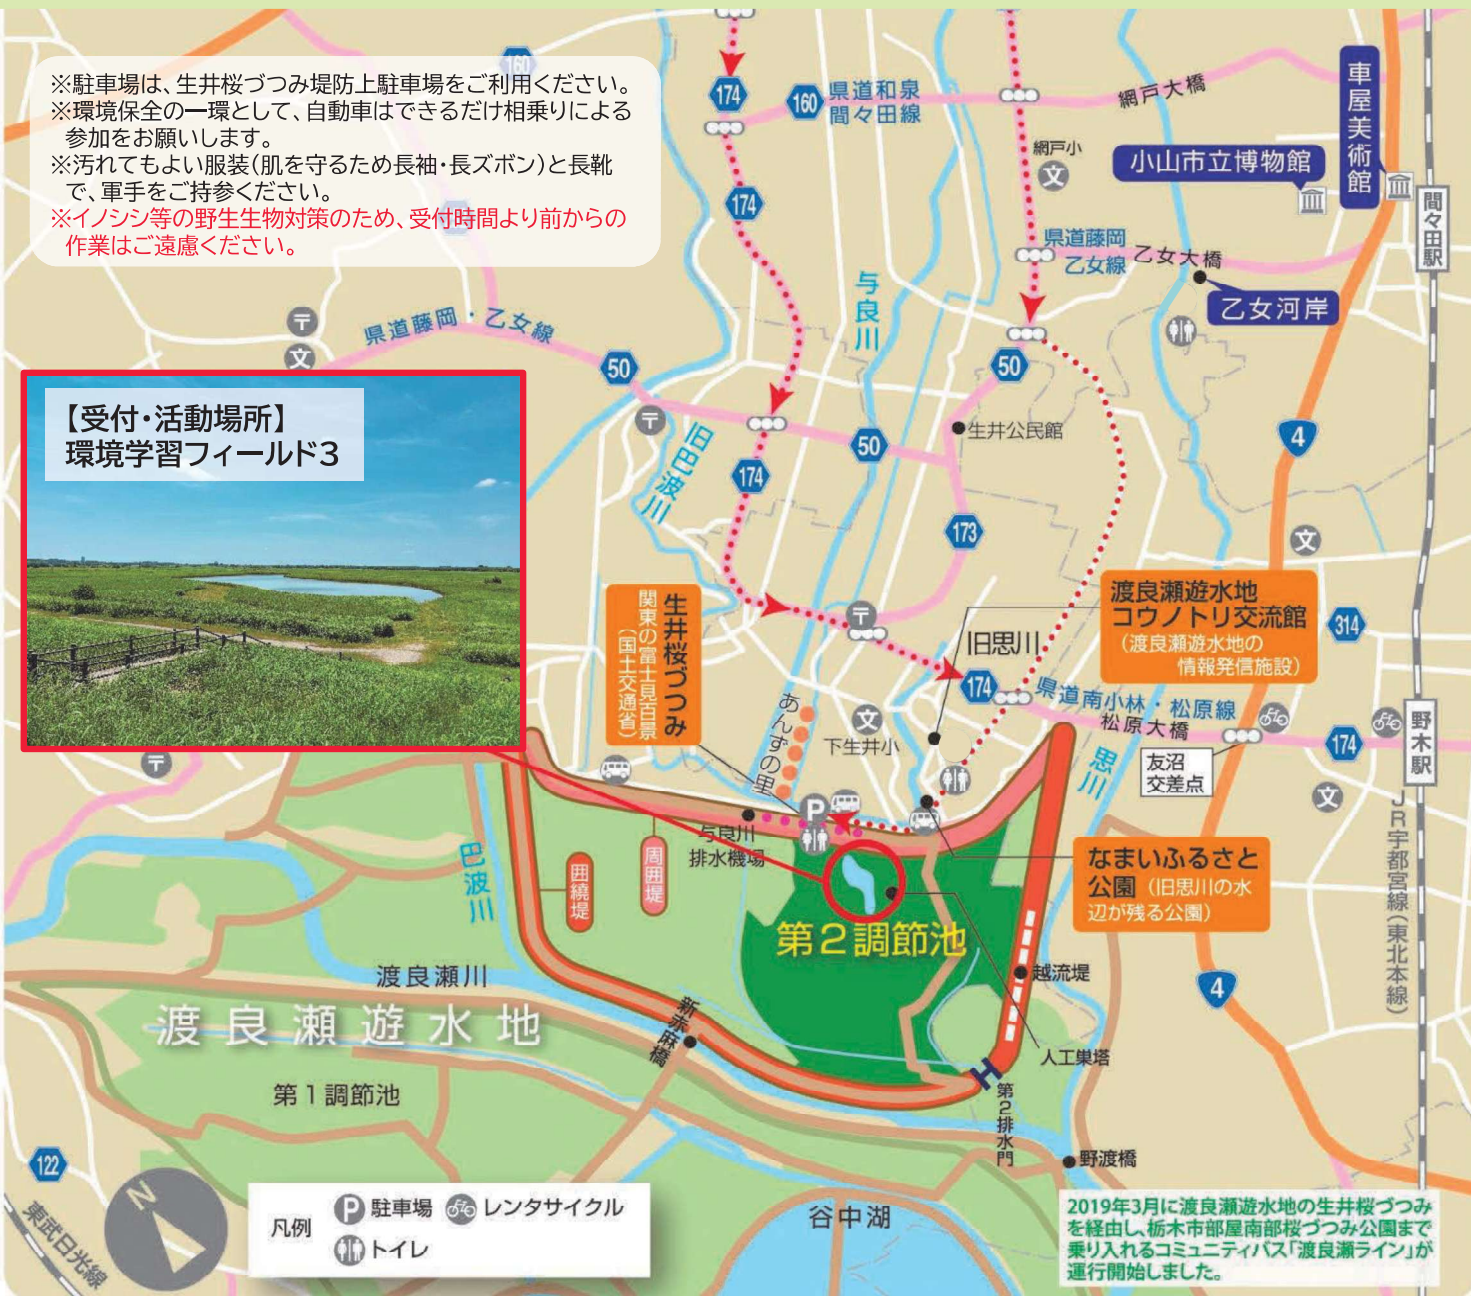 ※駐車場は、生井桜づつみ堤防上駐車場をご利用ください。
※環境保全の一環として、自動車はできるだけ相乗りによる
参加をお願いします。
※汚れてもよい服装(肌を守るため長袖・長ズボン)と長靴
で、軍手をご持参ください。
※イノシシ等の野生生物対策のため、受付時間より前からの
作業はご遠慮ください。
160
174
160
県道和泉
間々田線
網戸大橋
車屋美術館
小山市立博物館
網戸小
文
間々田駅
174
県道藤岡
乙女線
乙女大橋
乙女河岸
与良川
〒
文
県道藤岡・乙女線
50
50
【受付・活動場所】
環境学習フィールド3
〒
旧巴波川
50
生井公民館
4
174
173
文
生井桜づつみ
関東の富士見百景
(国土交通省)
〒
旧思川
渡良瀬遊水地
コウノトリ交流館
(渡良瀬遊水地の
情報発信施設)
314
174
県道南小林・松原線
松原大橋
あんずの里
文
下生井小
思川
友沼
交差点
174
野木駅
〒
文
P
与良川
排水機場
JR宇都宮線(東北本線)
巴波川
囲繞堤
周囲堤
なまいふるさと
公園(旧思川の水
辺が残る公園)
第2調節池
渡良瀬川
越流堤
4
渡良瀬遊水地
新赤麻橋
人工巣塔
第1調節池
第2排水門
122
野渡橋
N
東武日光線
凡例
P 駐車場
レンタサイクル
トイレ
谷中湖
2019年3月に渡良瀬遊水地の生井桜づつみ
を経由し、栃木市部屋南部桜づつみ公園まで
乗り入れるコミュニティバス「渡良瀬ライン」が
運行開始しました。